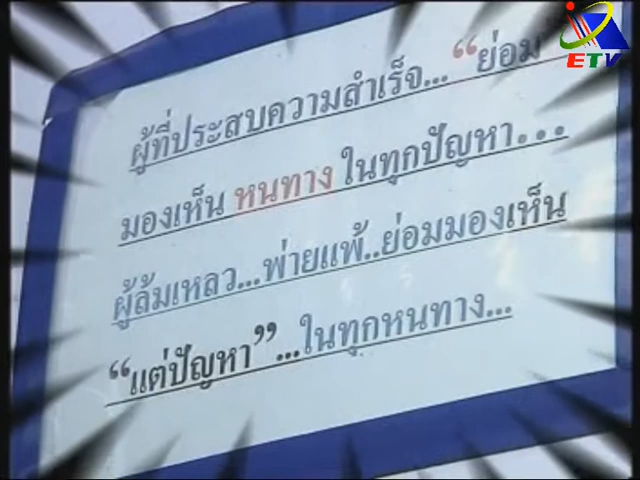 ETV
ผู้ที่ประสบความสำเร็จ... “ย่อม”
มองเห็น หนทาง ในทุกปัญหา...
ผู้ล้มเหลว...พ่ายแพ้..ย่อมมองเห็น
“แต่ปัญหา”...ในทุกหนทาง...